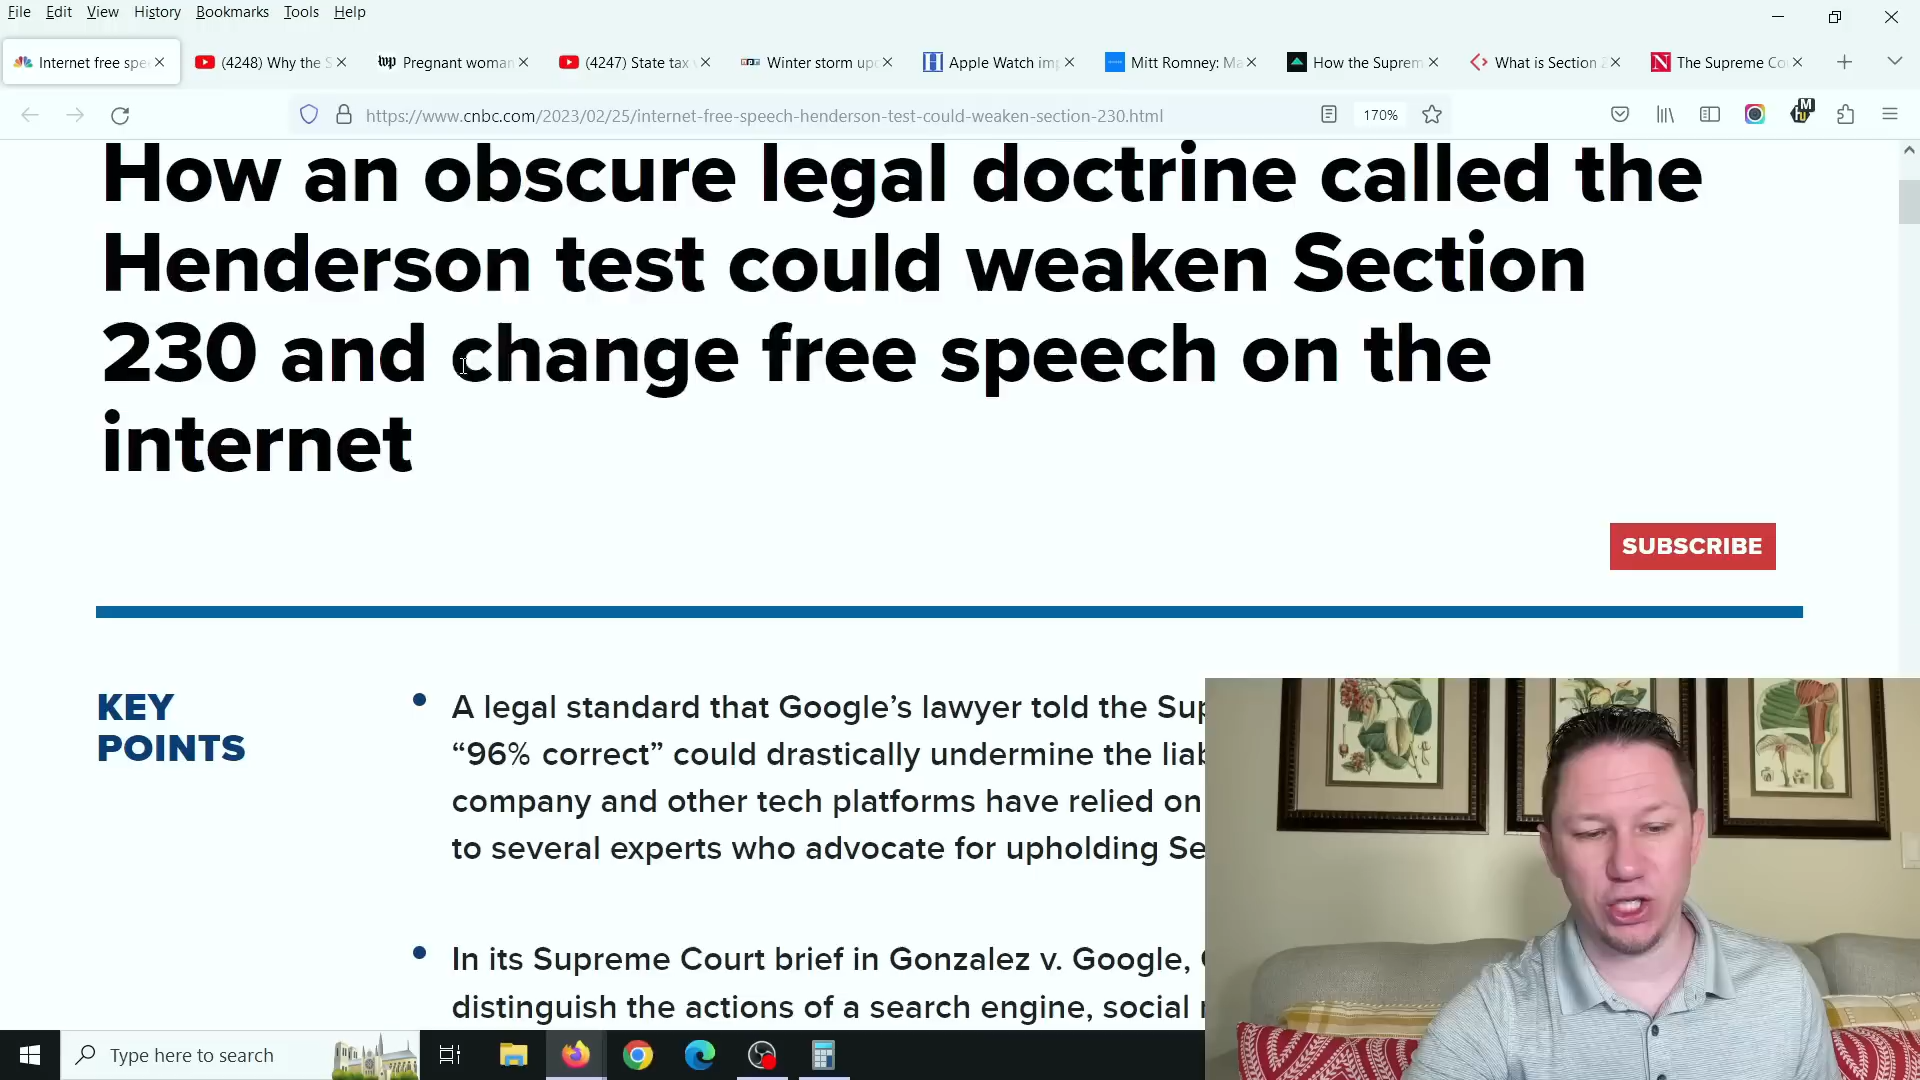 File Edit View History Bookmarks Tools Help
Internet free spe
(4248) Why the S
wp Pregnant woman
(4247) State tax
npr Winter storm up
H Apple Watch im
Mitt Romney: Ma
How the Suprem
What is Section 2
N The Supreme Co
https://www.cnbc.com/2023/02/25/internet-free-speech-henderson-test-could-weaken-section-230.html
170%
M
How an obscure legal doctrine called the
Henderson test could weaken Section
230 and change free speech on the
internet
SUBSCRIBE
KEY
POINTS
A legal standard that Google’s lawyer told the Sup
“96% correct” could drastically undermine the liab
company and other tech platforms have relied on
to several experts who advocate for upholding Se
In its Supreme Court brief in Gonzalez v. Google,
distinguish the actions of a search engine, social
Type here to search